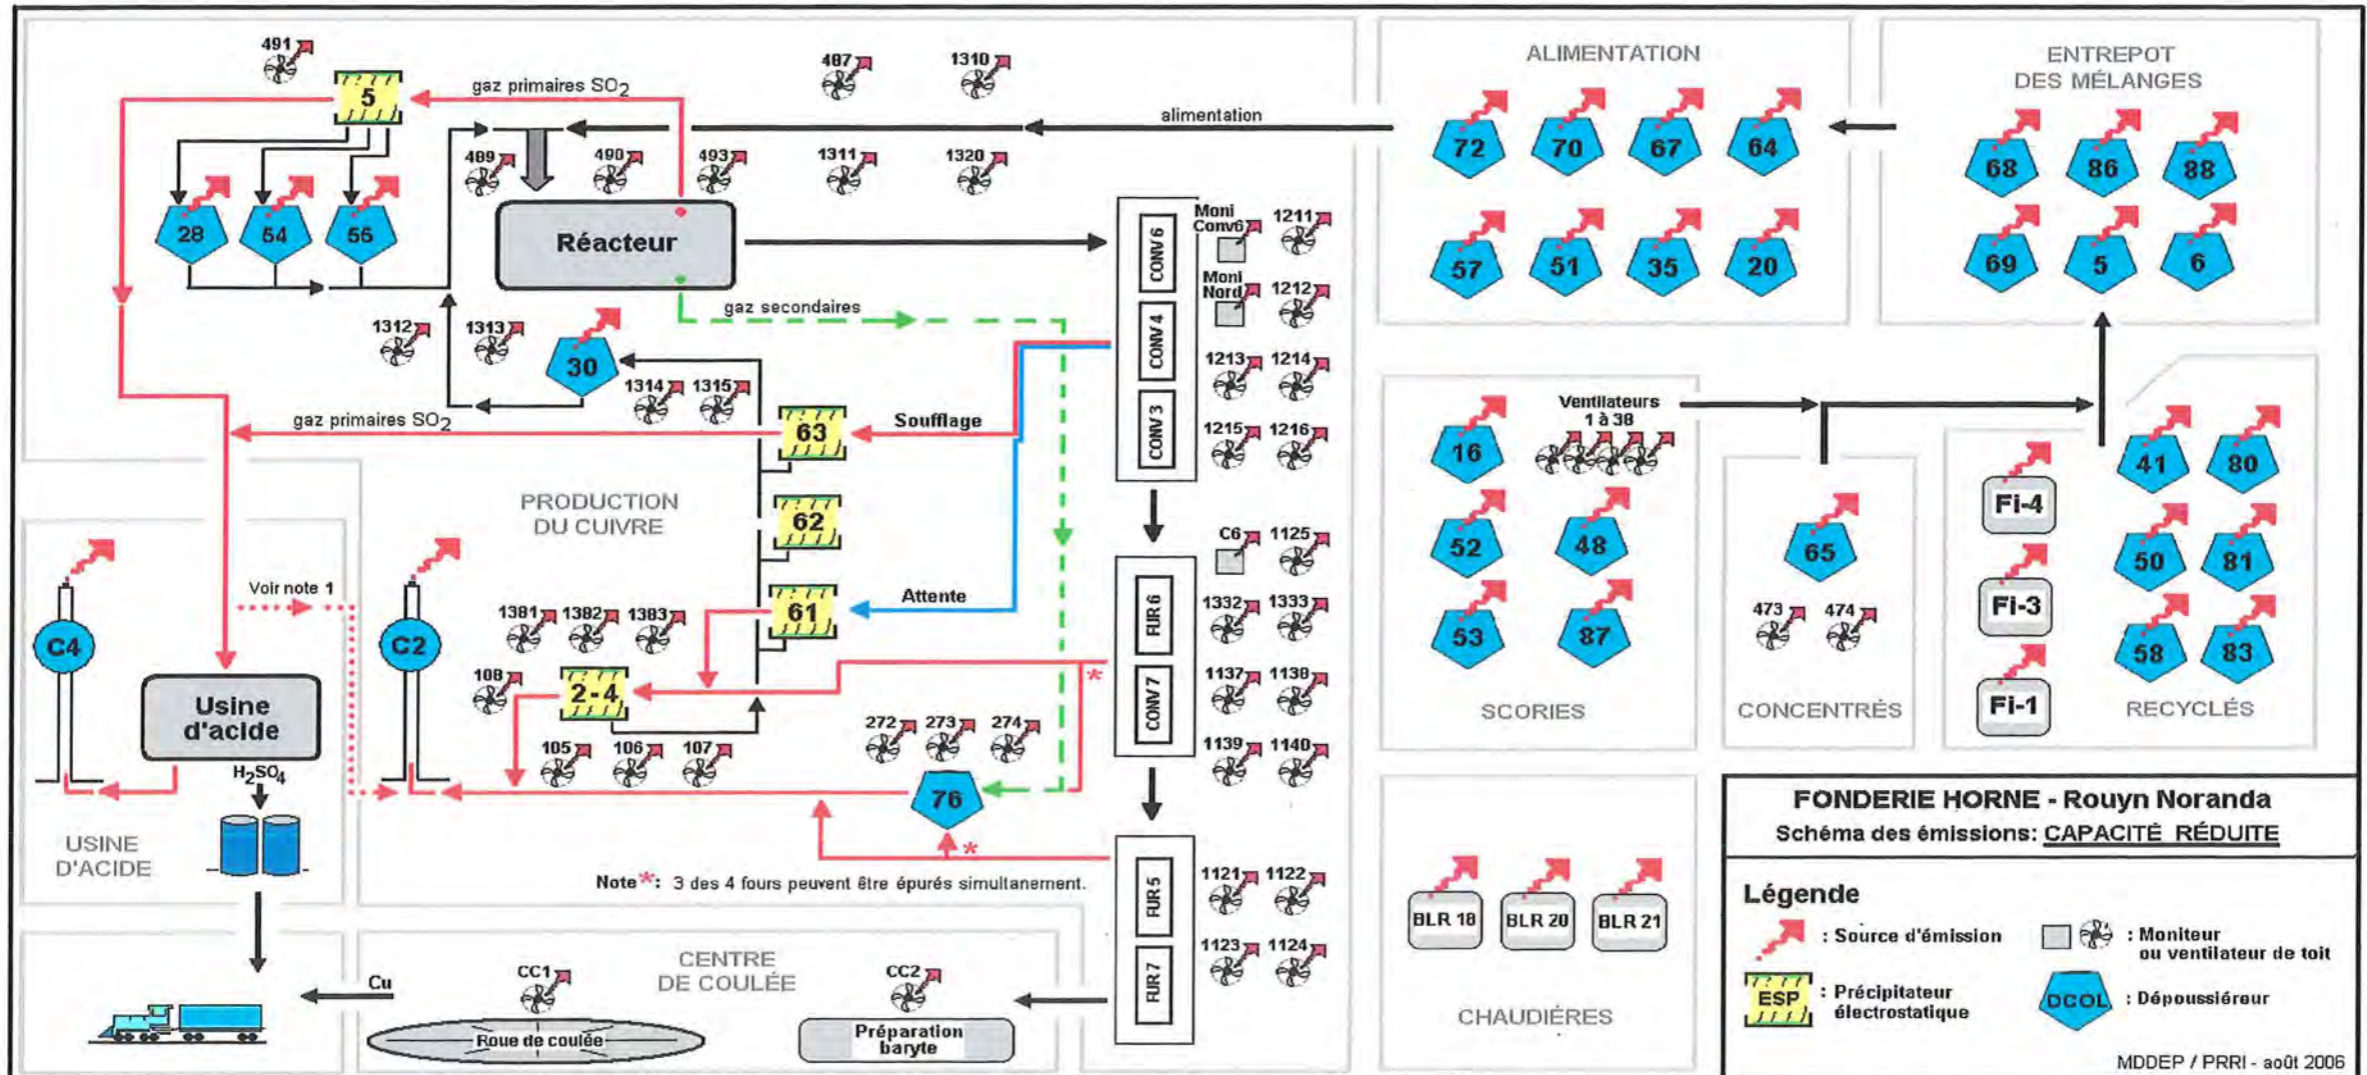 491
5
gaz primaires SO2
487
1310
alimentation
489
490
493
1311
1320
28
54
55
Réacteur
gaz secondaires
1312
1313
30
1314
1315
gaz primaires SO2
63
Soufflage
PRODUCTION
DU CUIVRE
62
61
Attente
Voir note 1
C4
C2
1381
1382
1383
108
2-4
105
106
107
272
273
274
76
*
*
Usine
d'acide
H2SO4
USINE
D'ACIDE
Note *: 3 des 4 fours peuvent être épurés simultanement.
CONV 6
CONV 4
CONV 3
Moni
Conv6
1211
Moni
Nord
1212
1213
1214
1215
1216
FUR 6
CONV 7
C6
1125
1332
1333
1137
1138
1139
1140
FUR 5
FUR 7
1121
1122
1123
1124
Cu
CENTRE
DE COULÉE
CC1
CC2
Roue de coulée
Préparation
baryte
ALIMENTATION
72
70
67
64
57
51
35
20
ENTREPOT
DES MÉLANGES
68
86
88
69
5
6
Ventilateurs
1 à 38
16
52
48
53
87
SCORIES
65
473
474
CONCENTRÉS
Fi-4
Fi-3
Fi-1
41
80
50
81
58
83
RECYCLÉS
BLR 18
BLR 20
BLR 21
CHAUDIÉRES
FONDERIE HORNE - Rouyn Noranda
Schéma des émissions: CAPACITÉ RÉDUITE
Légende
: Source d'émission
: Moniteur
ou ventilateur de toit
ESP
: Précipitateur
électrostatique
DCOL
: Dépoussiéreur
MDDEP / PRRI - août 2006